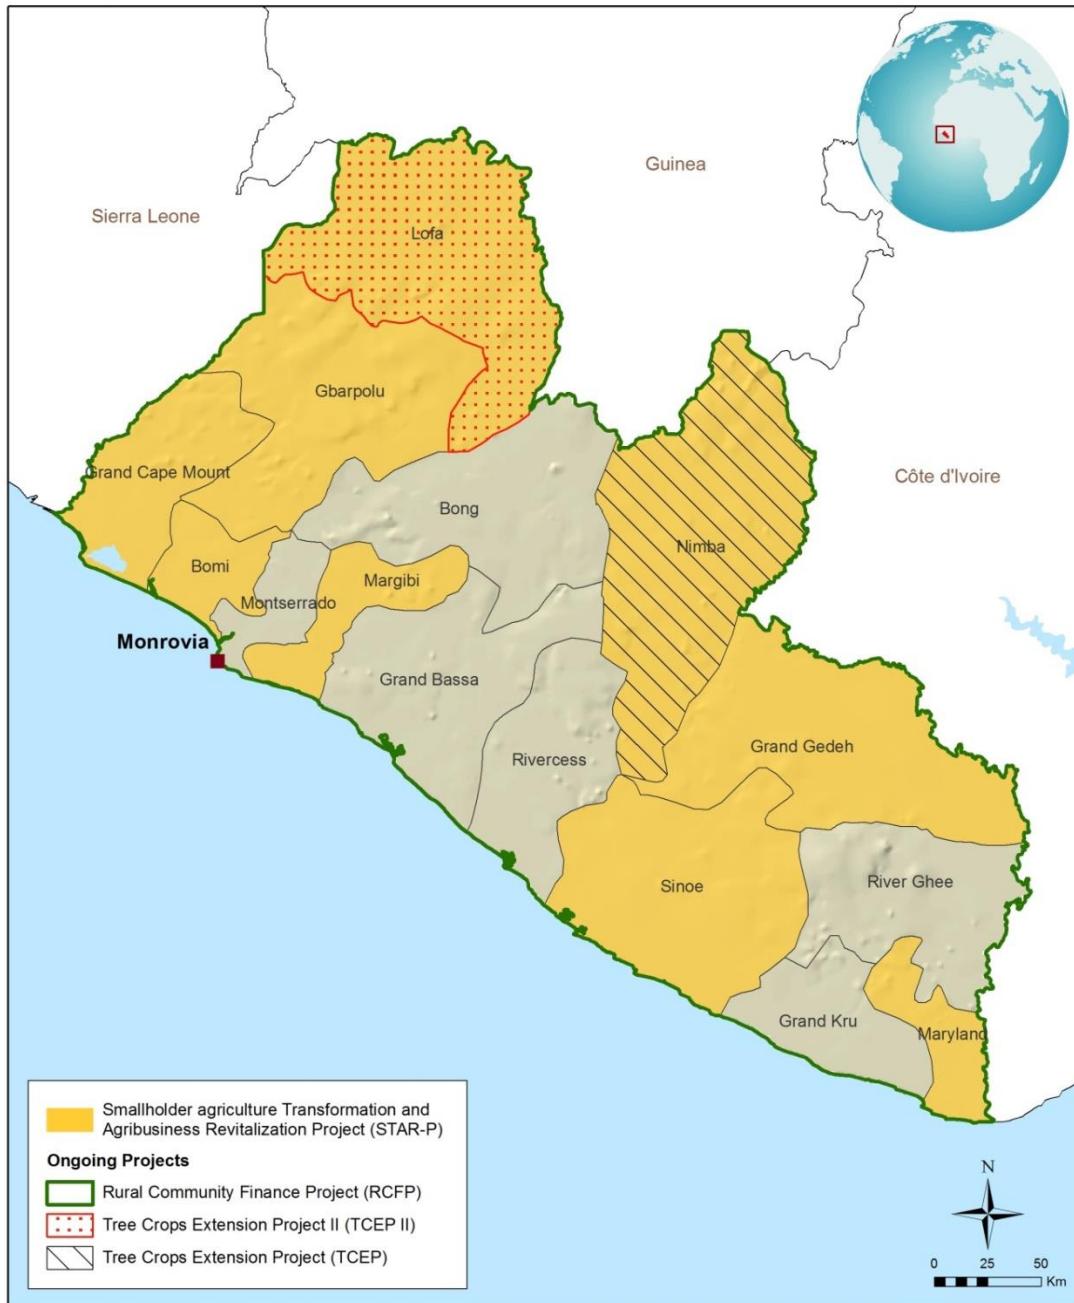 Guinea
Sierra Leone
Lofa
Gbarpolu
Grand Cape Mount
Côte d'Ivoire
Bong
Nimba
Bomi
Margibi
Montserrado
Monrovia
Grand Bassa
Rivercess
Grand Gedeh
Sinoe
River Ghee
Grand Kru
Maryland
Smallholder agriculture Transformation and
Agribusiness Revitalization Project (STAR-P)
Ongoing Projects
Rural Community Finance Project (RCFP)
Tree Crops Extension Project II (TCEP II)
Tree Crops Extension Project (TCEP)
N
0 25 50
Km